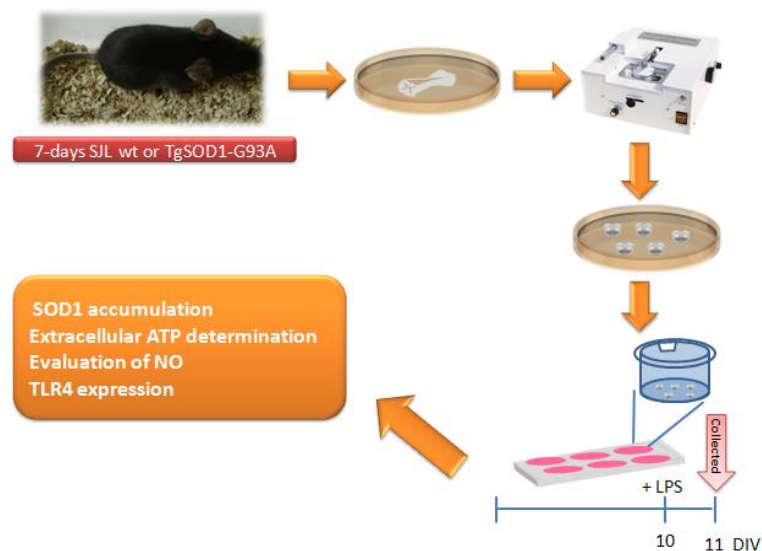 7-days SJL wt or TgSOD1-G93A
SOD1 accumulation
Extracellular ATP determination
Evaluation of NO
TLR4 expression
Collected
+ LPS
10
11 DIV